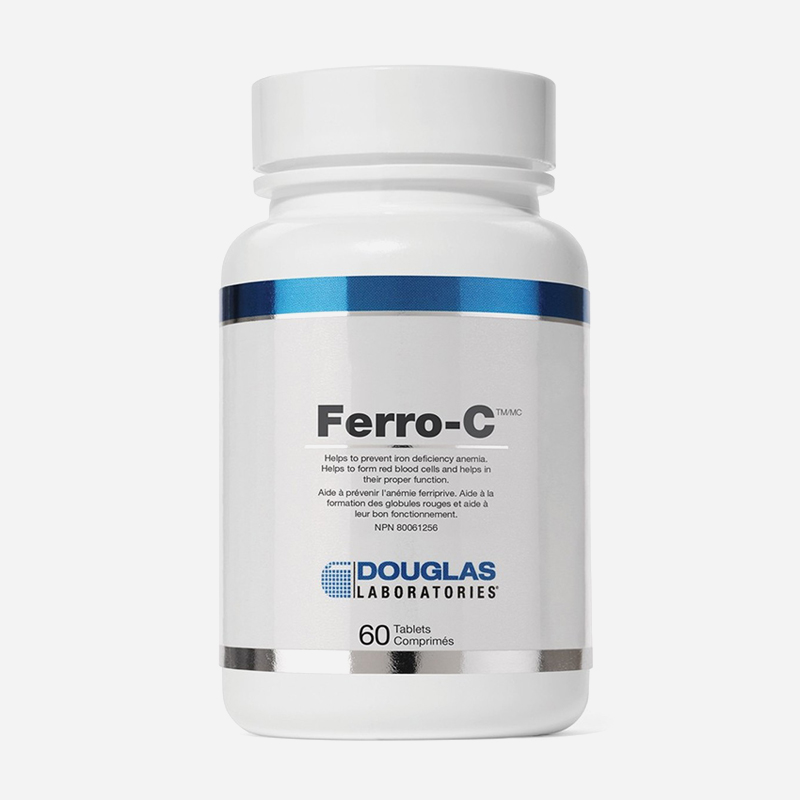 Ferro-C TM/MC
Helps to prevent iron deficiency anemia.
Helps to form red blood cells and helps in
their proper function.
Aide à prévenir l'anémie ferriprive. Aide à la
formation des globules rouges et aide à
leur bon fonctionnement.
NPN 80061256
DOUGLAS
LABORATORIES®
60 Tablets
Comprimés